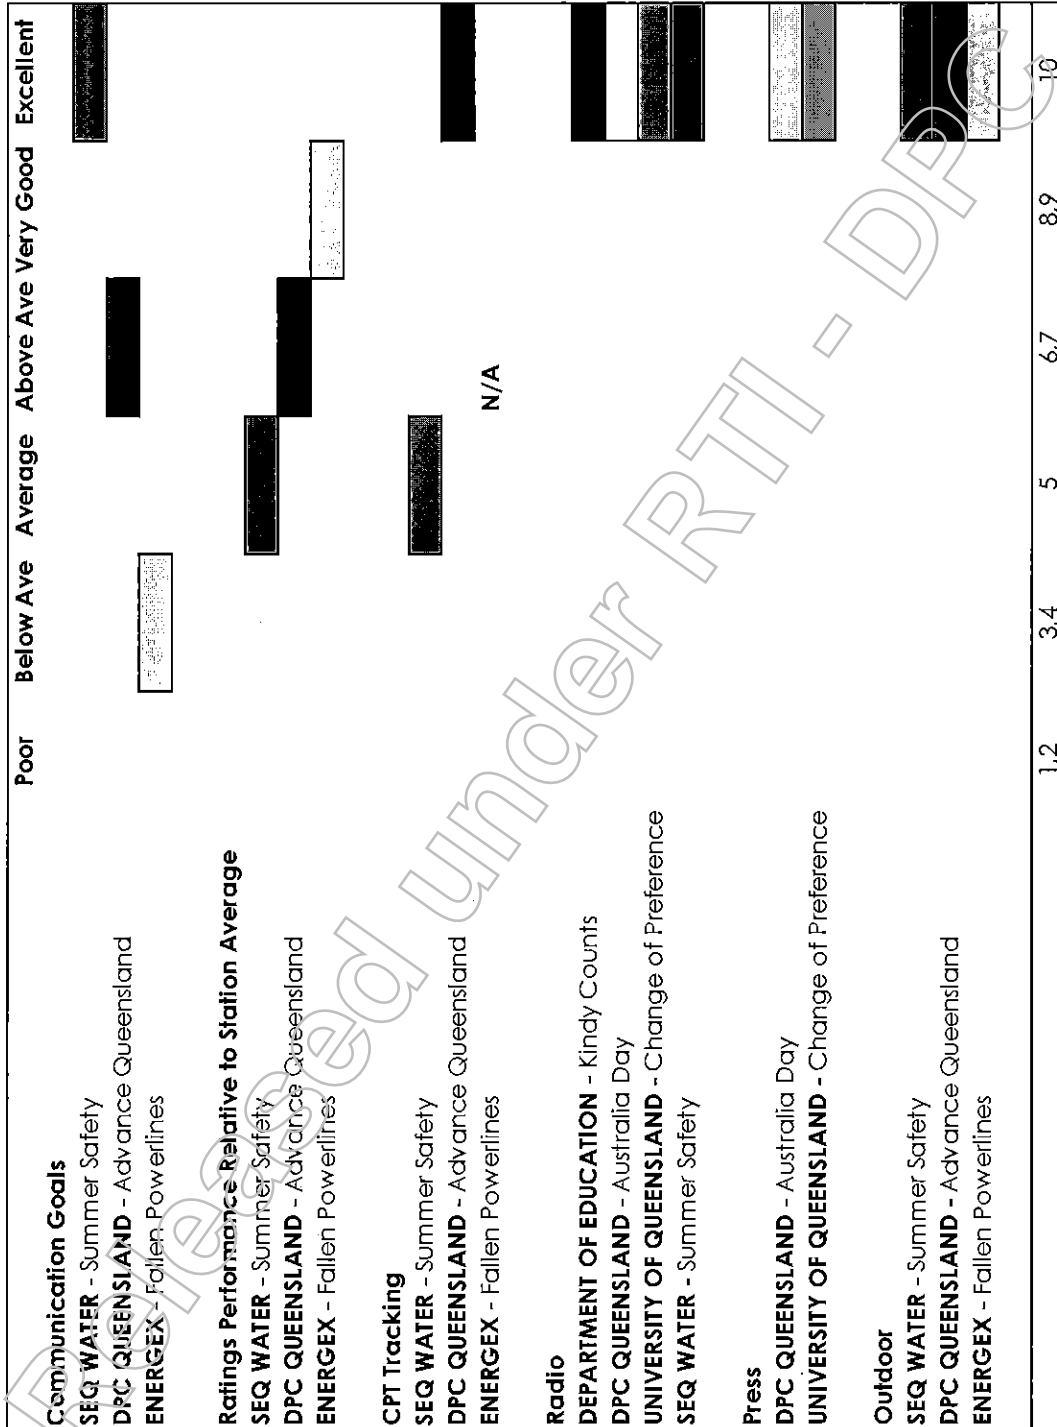 Poor Below Ave Average Above Ave Very Good Excellent
Communication Goals
SEQ WATER - Summer Safety
DPC QUEENSLAND - Advance Queensland
ENERGEX - Fallen Powerlines
Ratings Performance Relative to Station Average
SEQ WATER - Summer Safety
DPC QUEENSLAND - Advance Queensland
ENERGEX - Fallen Powerlines
CPT Tracking
SEQ WATER - Summer Safety
DPC QUEENSLAND - Advance Queensland
ENERGEX - Fallen Powerlines N/A
Radio
DEPARTMENT OF EDUCATION - Kindy Counts
DPC QUEENSLAND - Australia Day
UNIVERSITY OF QUEENSLAND - Change of Preference
SEQ WATER - Summer Safety
Press
DPC QUEENSLAND - Australia Day
UNIVERSITY OF QUEENSLAND - Change of Preference
Outdoor
SEQ WATER - Summer Safety
DPC QUEENSLAND - Advance Queensland
ENERGEX - Fallen Powerlines
1,2 3,4 5 6,7 8,9 10
Released under RTI - DPC